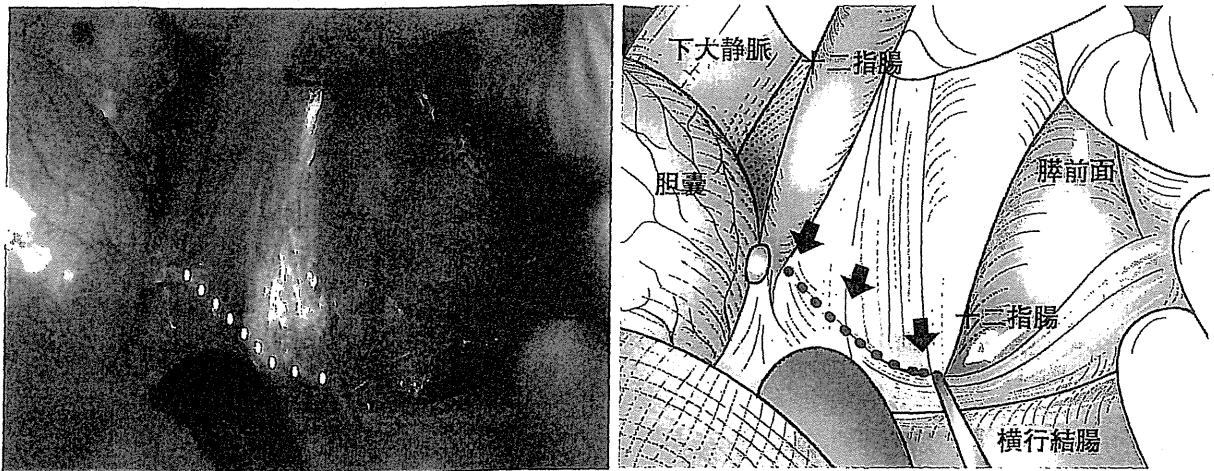 下大静脈
十二指腸
胆嚢
膵前面
十二指腸
横行結腸